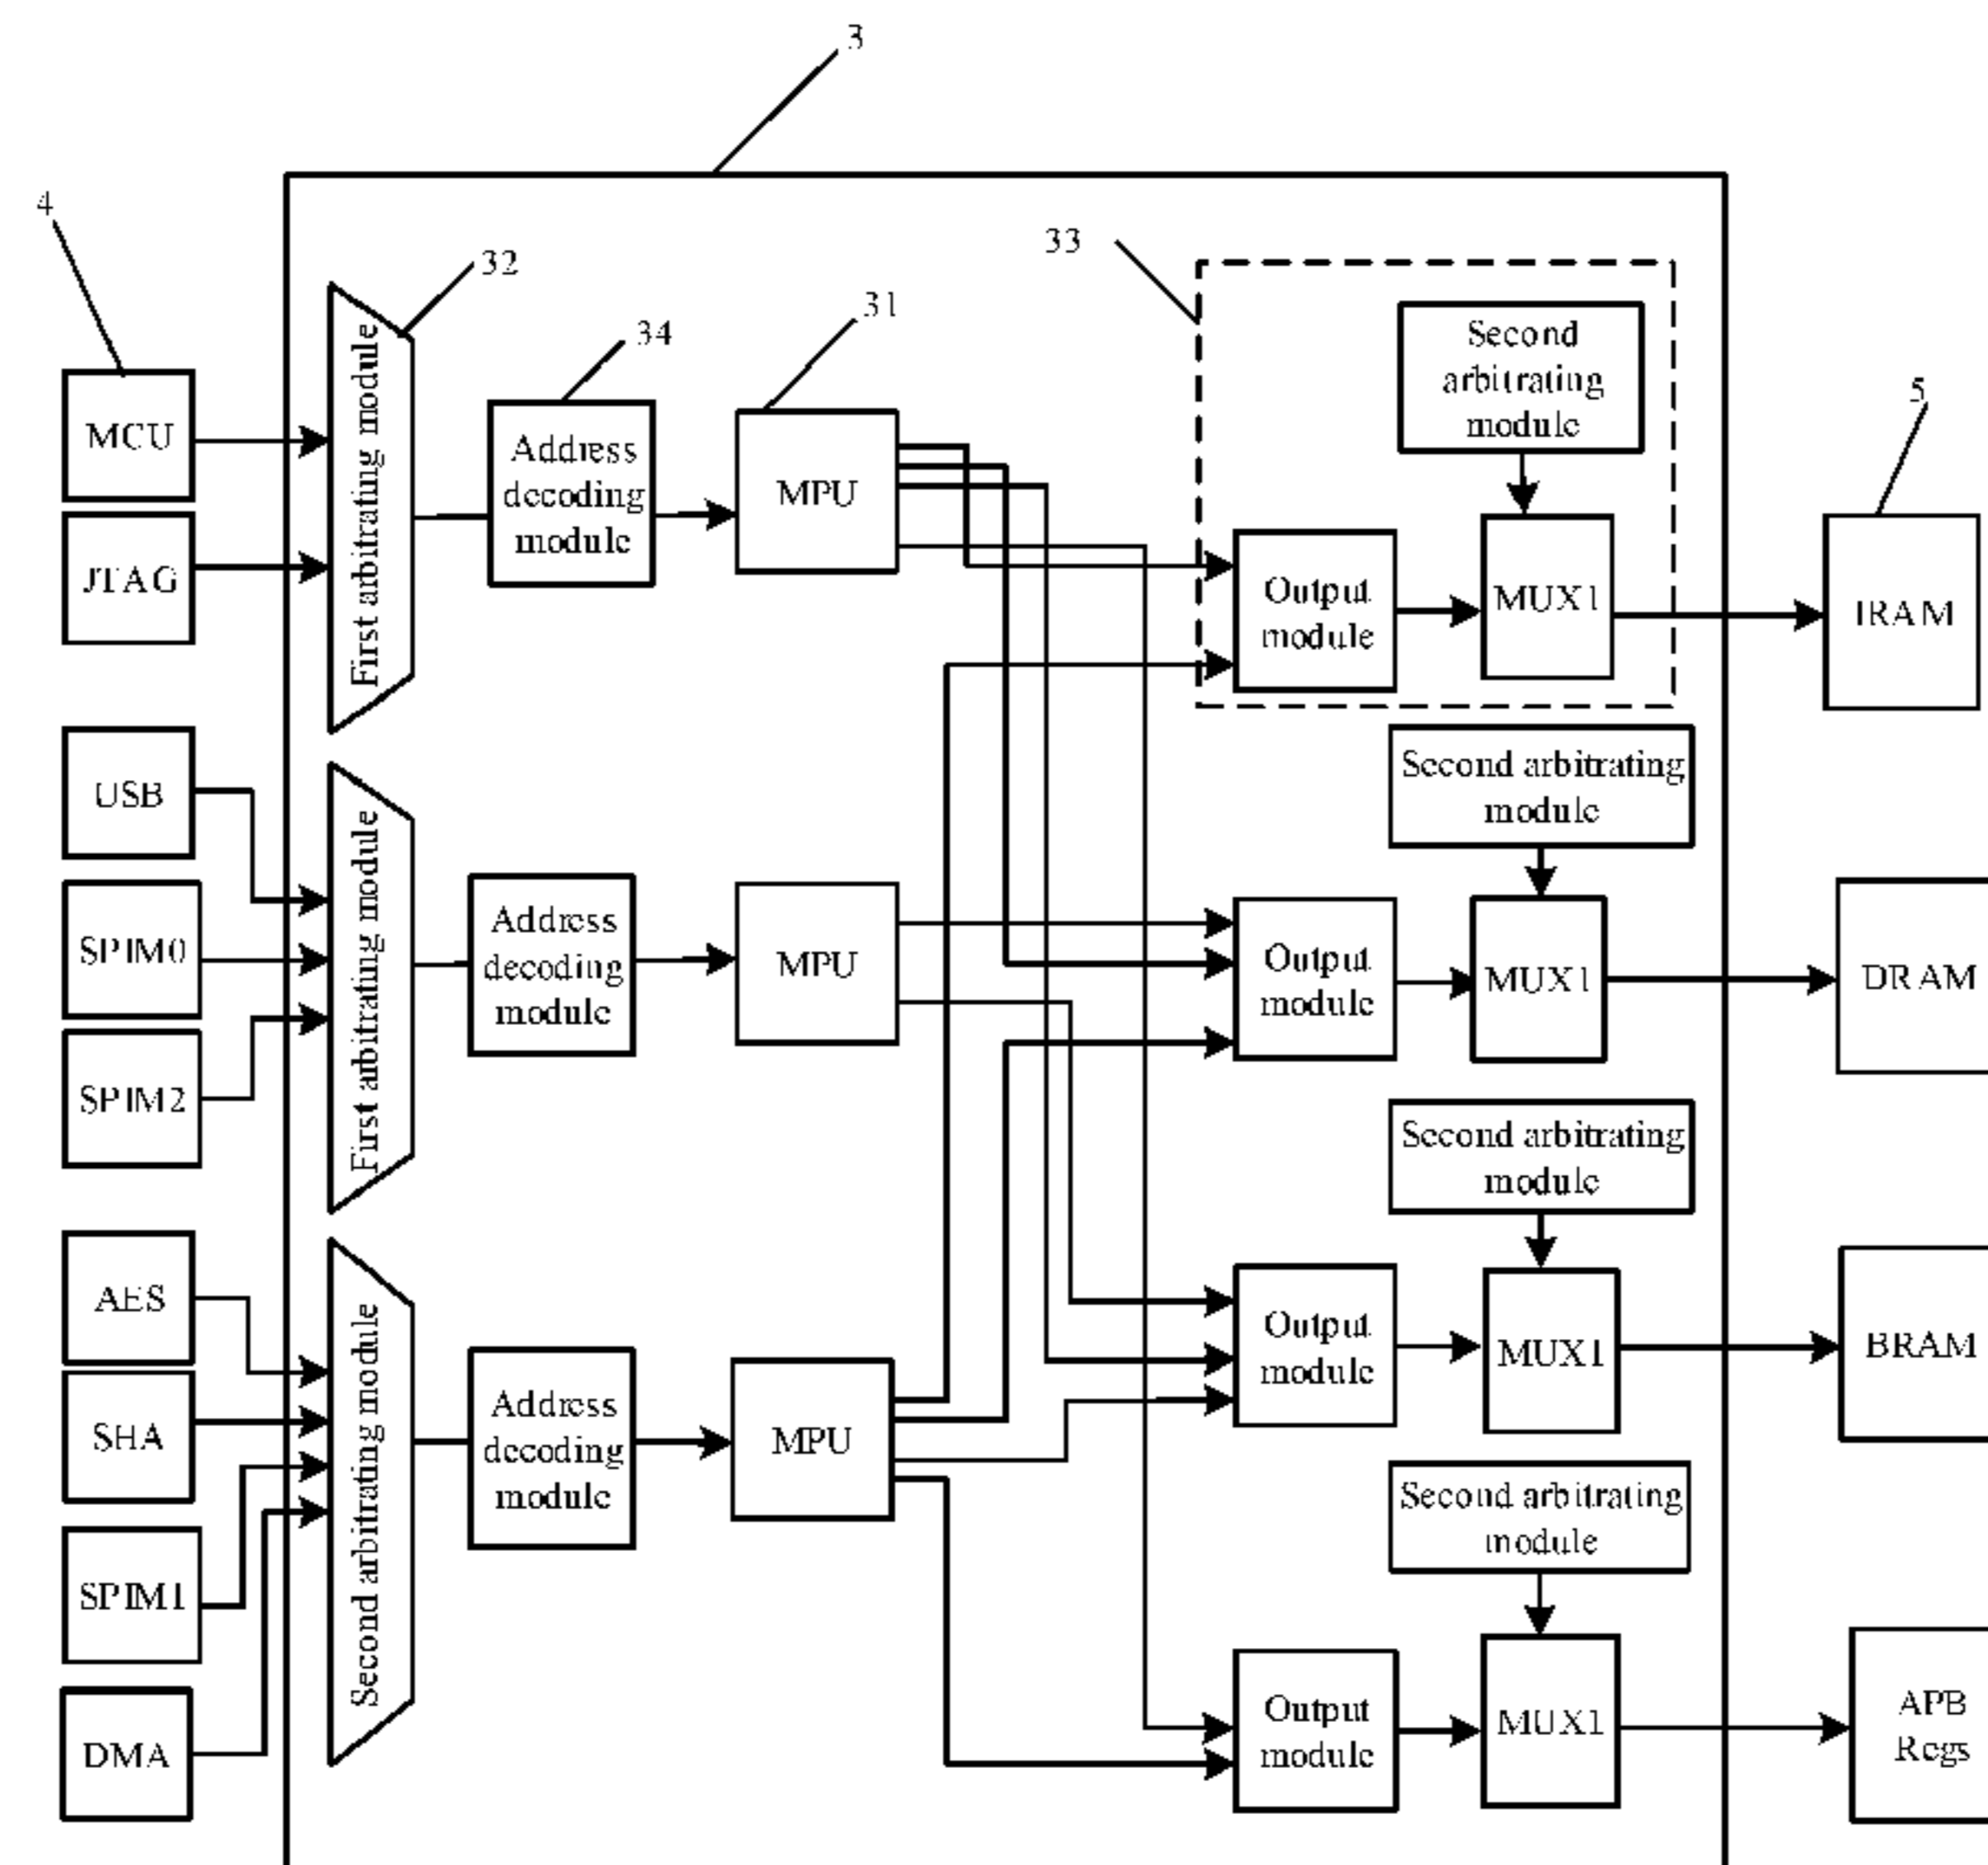 3
4
32
33
34
31
5
MCU
JTAG
First arbitrating module
Address
decoding
module
MPU
Second
arbitrating
module
Output
module
MUX1
IRAM
USB
SPIM0
SPIM2
First arbitrating module
Address
decoding
module
MPU
Second arbitrating
module
Output
module
MUX1
DRAM
AES
SHA
SPIM1
DMA
Second arbitrating module
Address
decoding
module
MPU
Second arbitrating
module
Output
module
MUX1
BRAM
Second arbitrating
module
Output
module
MUX1
APB
Regs